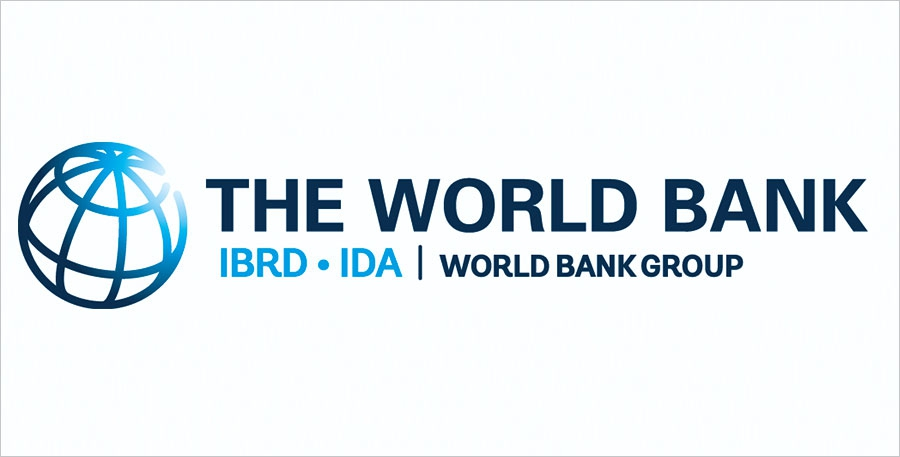 THE WORLD BANK
IBRD • IDA | WORLD BANK GROUP